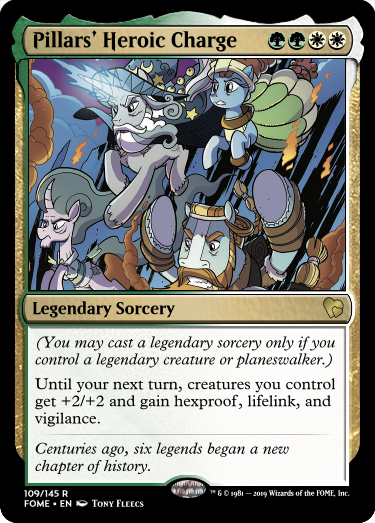 Pillars' Heroic Charge
Legendary Sorcery
(You may cast a legendary sorcery only if you
control a legendary creature or planeswalker.)
Until your next turn, creatures you control
get +2/+2 and gain hexproof, lifelink, and
vigilance.
Centuries ago, six legends began a new
chapter of history.
109/145 R
FOME • EN Tony Fleecs
™ & © 1981 — 2019 Wizards of the FOME, Inc.